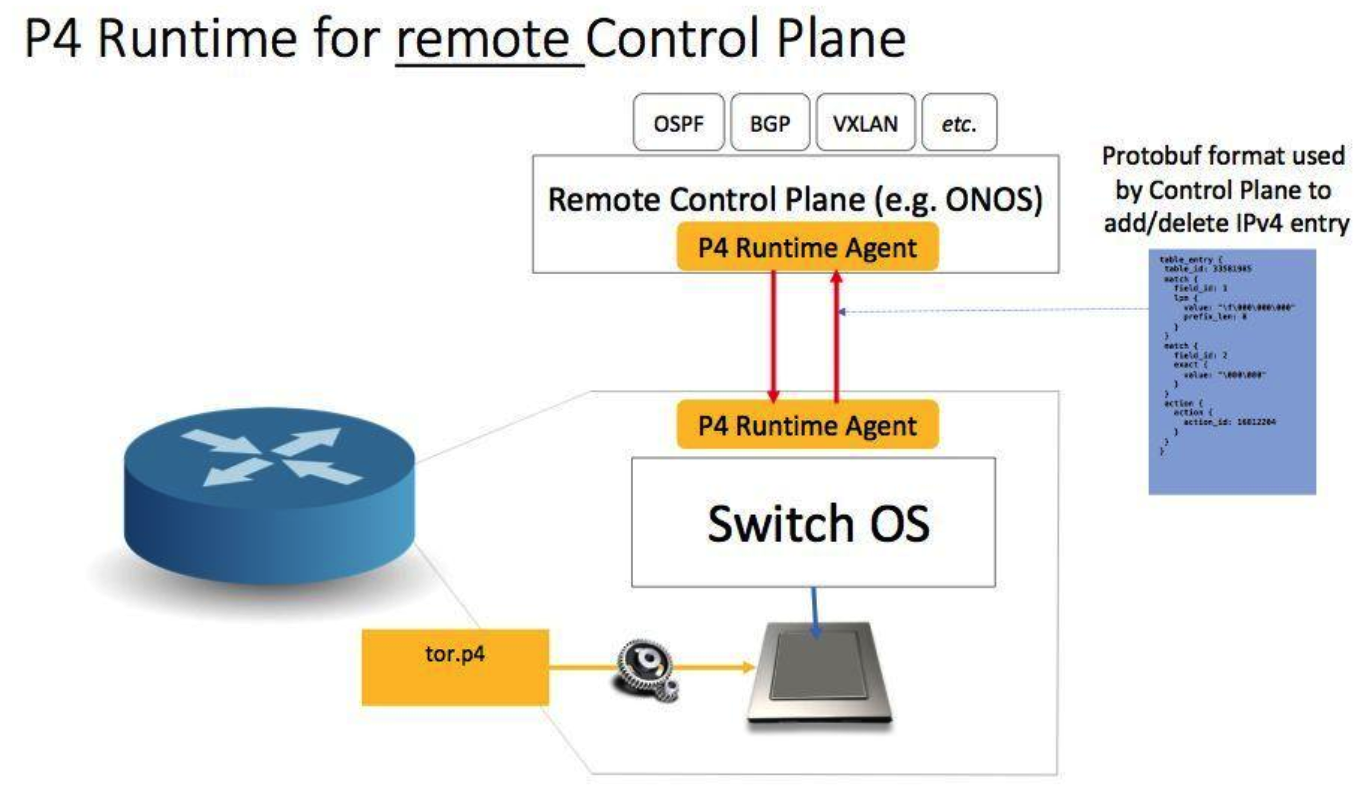 P4 Runtime for remote Control Plane
OSPF
BGP
VXLAN
etc.
Remote Control Plane (e.g. ONOS)
P4 Runtime Agent
Protobuf format used
by Control Plane to
add/delete IPv4 entry
table_entry {
table_id: 33581985
match {
field_id: 1
lpm {
value: "\f\000\000\000"
prefix_len: 8
}
}
match {
field_id: 2
exact {
value: "\000\000"
}
}
action {
action {
action_id: 16812204
}
}
}
P4 Runtime Agent
Switch OS
tor.p4